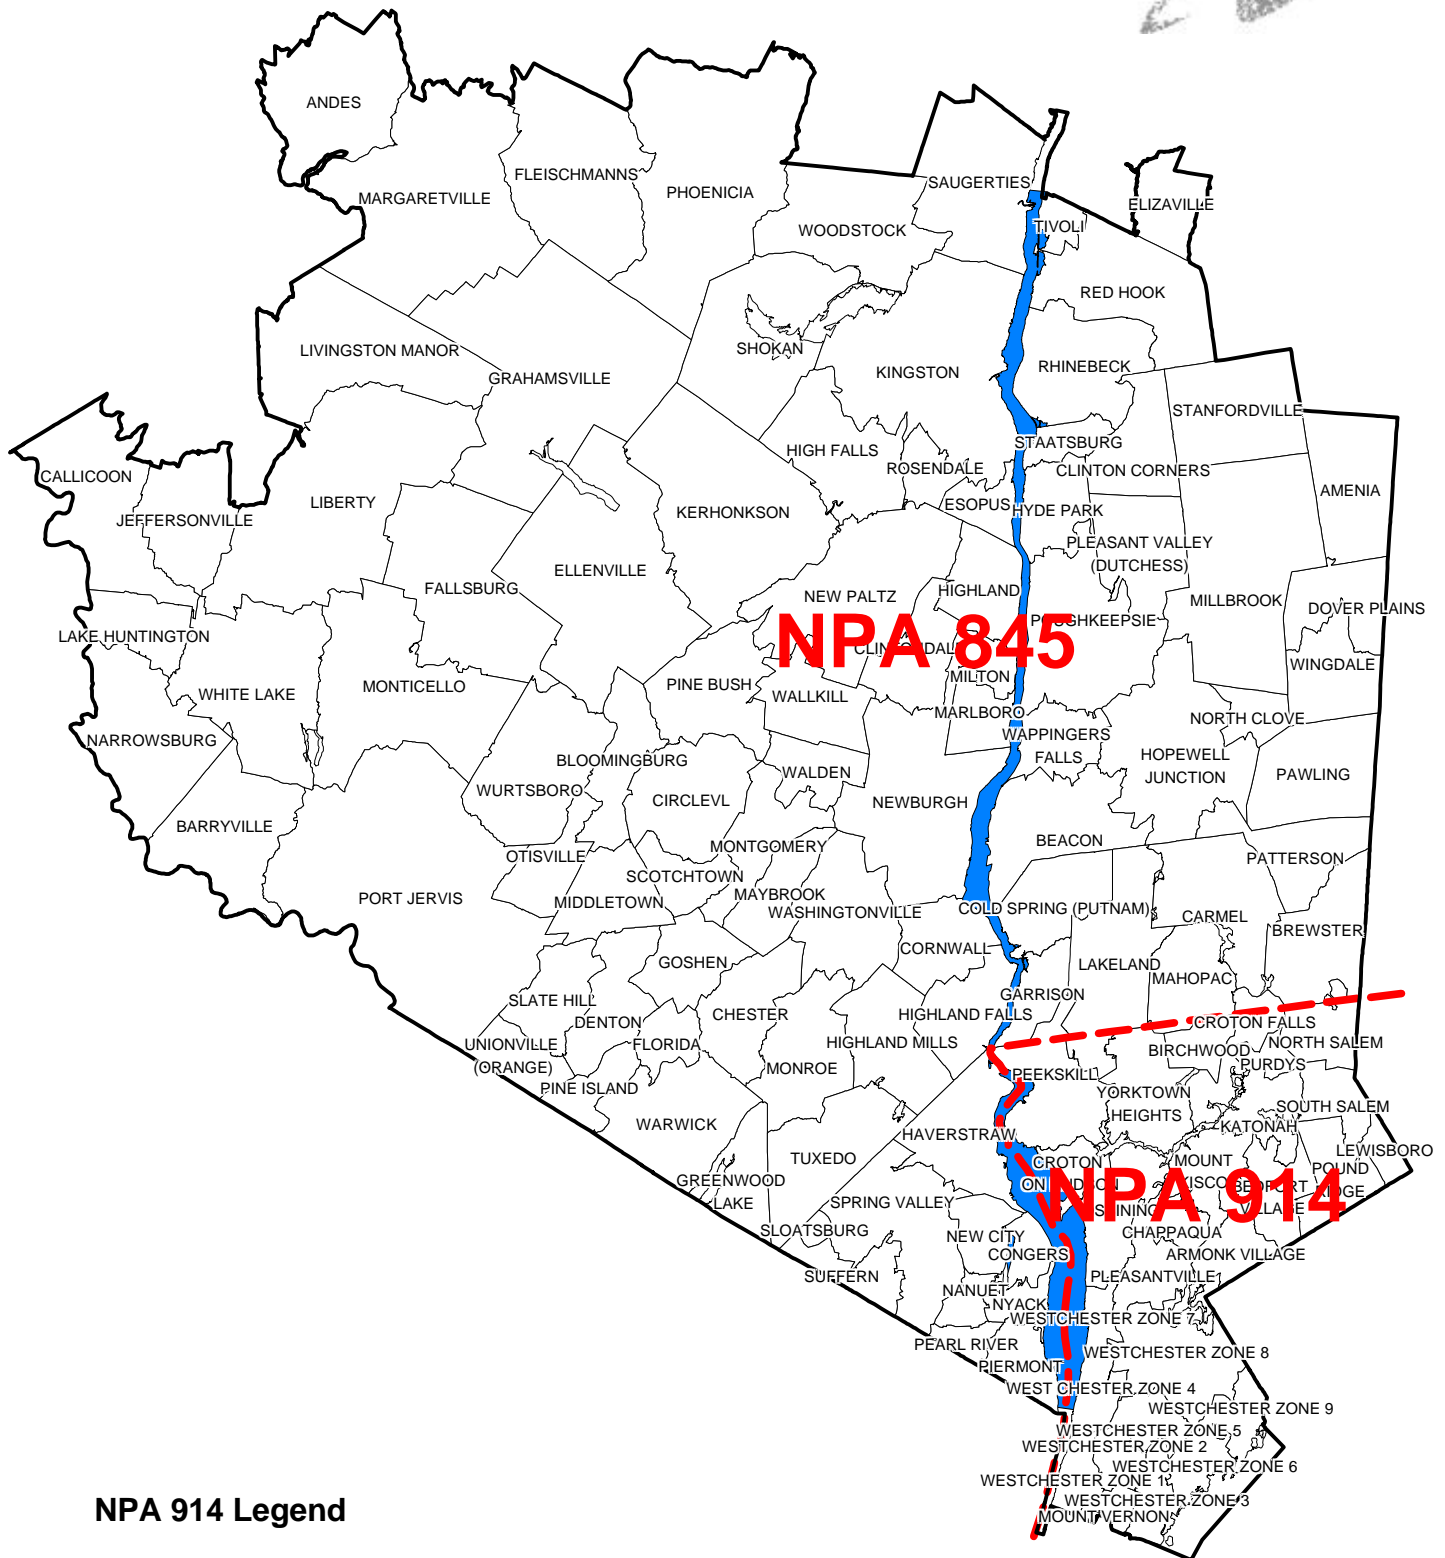 ANDES
FLEISCHMANNS
MARGARETVILLE
PHOENICIA
SAUGERTIES
ELIZAVILLE
WOODSTOCK
TIVOLI
RED HOOK
LIVINGSTON MANOR
SHOKAN
KINGSTON
RHINEBECK
GRAHAMSVILLE
STANFORDVILLE
HIGH FALLS
STAATSBURG
ROSENDALE
CLINTON CORNERS
CALLICOON
AMENIA
LIBERTY
ESOPUS
HYDE PARK
JEFFERSONVILLE
KERHONKSON
PLEASANT VALLEY
(DUTCHESS)
ELLENVILLE
FALLSBURG
NEW PALTZ
HIGHLAND
MILLBROOK
DOVER PLAINS
POUGHKEEPSIE
LAKE HUNTINGTON
NPA 845
WINGDALE
MILTON
PINE BUSH
MONTICELLO
WHITE LAKE
WALLKILL
MARLBORO
NORTH CLOVE
NARROWSBURG
WAPPINGERS
FALLS
HOPEWELL
JUNCTION
BLOOMINGBURG
WALDEN
PAWLING
WURTSBORO
CIRCLEVL
NEWBURGH
BARRYVILLE
BEACON
MONTGOMERY
OTISVILLE
PATTERSON
SCOTCHTOWN
MAYBROOK
PORT JERVIS
MIDDLETOWN
WASHINGTONVILLE
COLD SPRING (PUTNAM)
CARMEL
BREWSTER
CORNWALL
GOSHEN
LAKELAND
MAHOPAC
GARRISON
SLATE HILL
CHESTER
HIGHLAND FALLS
DENTON
CROTON FALLS
UNIONVILLE
(ORANGE)
FLORIDA
HIGHLAND MILLS
NORTH SALEM
BIRCHWOOD
PURDYS
MONROE
PEEKSKILL
PINE ISLAND
YORKTOWN
HEIGHTS
SOUTH SALEM
WARWICK
KATONAH
HAVERSTRAW
LEWISBORO
TUXEDO
CROTON
MOUNT
POUND
RIDGE
GREENWOOD
LAKE
NPA 914
VILLAGE
SPRING VALLEY
SLOATSBURG
NEW CITY
CHAPPAQUA
CONGERS
ARMONK VILLAGE
SUFFERN
PLEASANTVILLE
NANUET
NYACK
WESTCHESTER ZONE 7
PEARL RIVER
WESTCHESTER ZONE 8
PIERMONT
WEST CHESTER ZONE 4
WESTCHESTER ZONE 9
WESTCHESTER ZONE 5
WESTCHESTER ZONE 2
WESTCHESTER ZONE 6
WESTCHESTER ZONE 1
WESTCHESTER ZONE 3
MOUNT VERNON
NPA 914 Legend